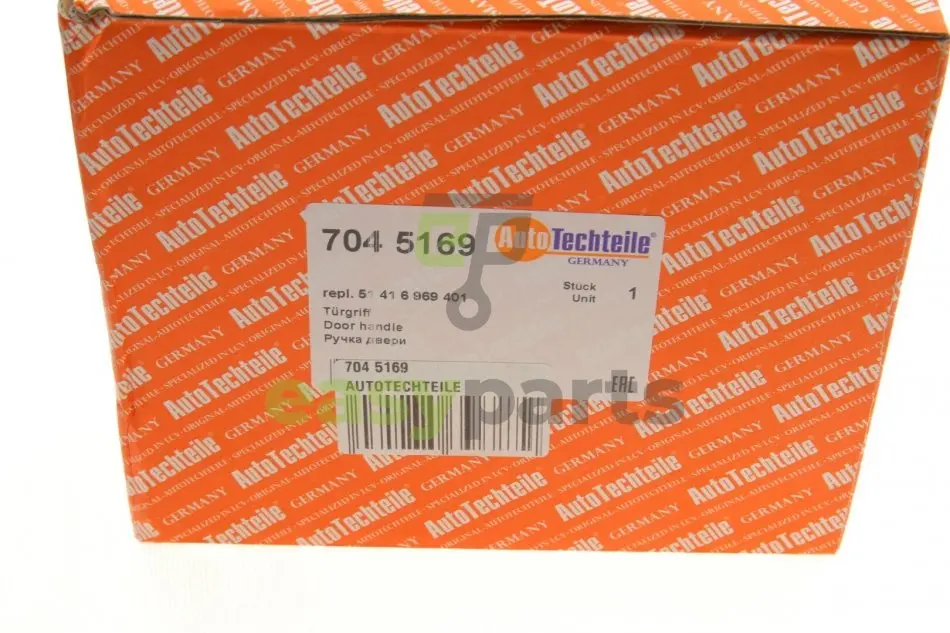 704 5169
AutoTechteile®
GERMANY
repl. 51 41 6 969 401
Stück
Unit
1
Türgriff
Door handle
Ручка двери
704 5169
AUTOTECHTEILE
EAC
easyparts
AutoTechteile
GERMANY
SPECIALIZED IN LCV - ORIGINAL-AUTOTECHTEILE